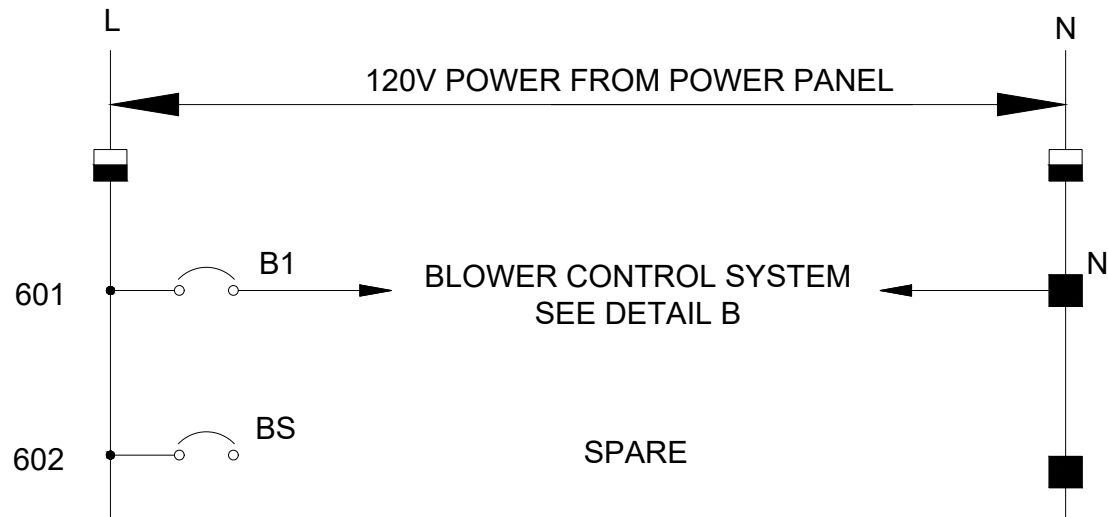 L N
120V POWER FROM POWER PANEL
601 B1 BLOWER CONTROL SYSTEM N
SEE DETAIL B
602 BS SPARE